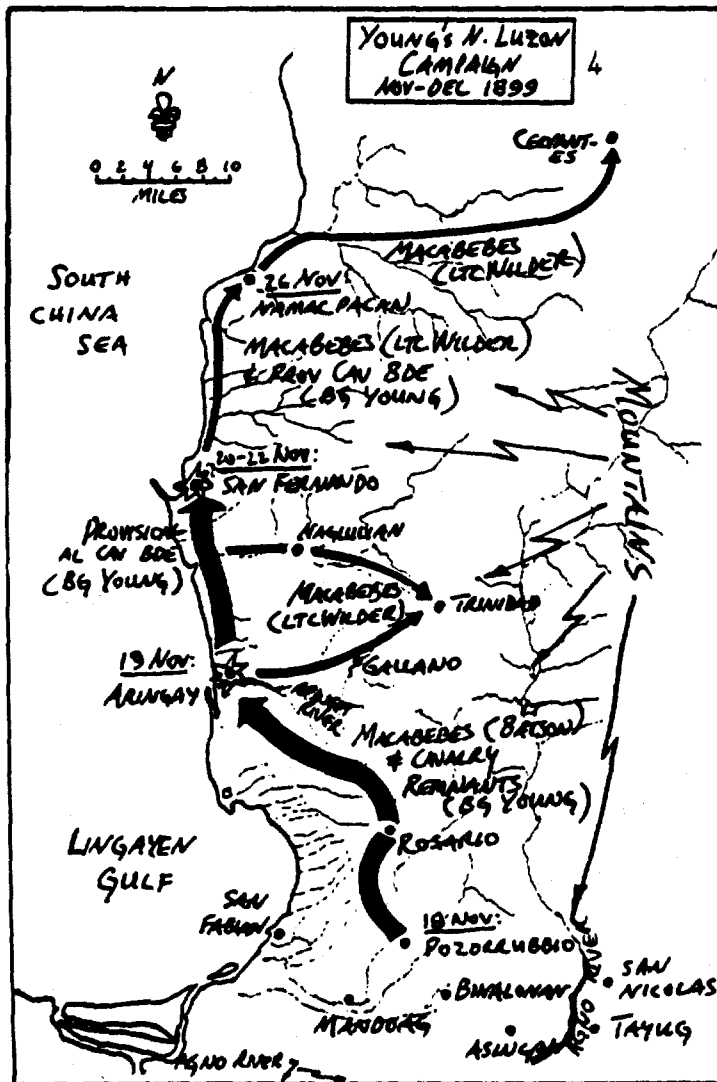 YOUNG'S N. LUZON
CAMPAIGN
NOV-DEC 1899
4
N
0 2 4 6 8 10
MILES
CERVANT-
ES
MACABEBES
(LTC WILDER)
SOUTH
CHINA
SEA
26 NOV:
NAMACPACAN
MACABEBES (LTC WILDER)
& PROV CAV BDE
(BG YOUNG)
MOUNTAINS
20-22 NOV:
SAN FERNANDO
PROVISION-
AL CAV BDE
(BG YOUNG)
NAGUILIAN
MACABEBES
(LTC WILDER)
TRINIDAD
GALLANO
19 NOV:
ARINGAY
RIVER
MACABEBES (BATSON)
& CAVALRY
REMNANTS
(BG YOUNG)
ROSARIO
LINGAYEN
GULF
SAN
FABIAN
18 NOV:
POZORRUBBIO
BINALONAN
MANDOAG
ASINGAN
AGNO RIVER
SAN
NICOLAS
TAYUG
AGNO RIVER